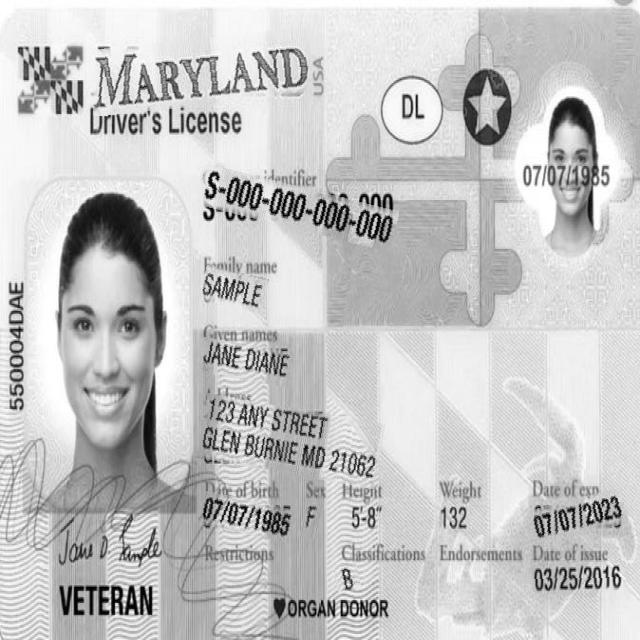 MARYLAND USA
Driver's License
DL
07/07/1985
identifier
S-000-000-000-000
Family name
SAMPLE
Given names
JANE DIANE
Address
123 ANY STREET
GLEN BURNIE MD 21062
550004DAE
Date of birth Sex Height Weight Date of exp
07/07/1985 F 5'-8" 132 07/07/2023
Restrictions Classifications Endorsements Date of issue
B 03/25/2016
Jane D Sample
VETERAN
ORGAN DONOR